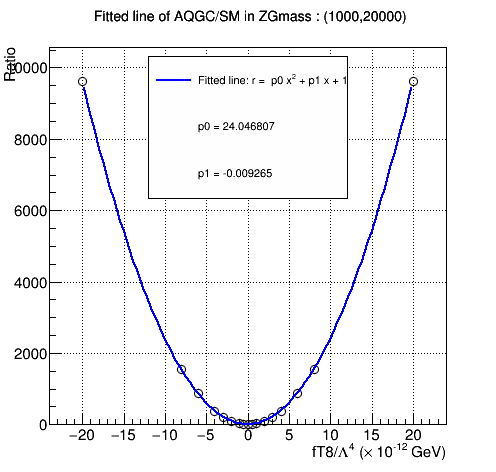 Fitted line of AQGC/SM in ZGmass : (1000,20000)
Ratio
Fitted line: r = p0 x² + p1 x + 1
p0 = 24.046807
p1 = -0.009265
10000
8000
6000
4000
2000
0
−20 −15 −10 −5 0 5 10 15 20
fT8/Λ⁴ (× 10⁻¹² GeV)